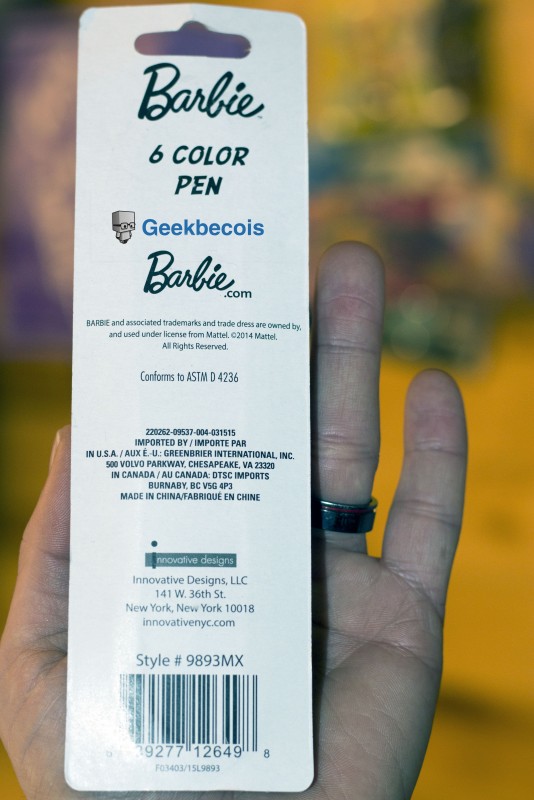 Barbie™
6 COLOR
PEN
Geekbecois
Barbie
.com
BARBIE and associated trademarks and trade dress are owned by,
and used under license from Mattel. ©2014 Mattel.
All Rights Reserved.
Conforms to ASTM D 4236
220262-09537-004-031515
IMPORTED BY / IMPORTE PAR
IN U.S.A. / AUX É.-U.: GREENBRIER INTERNATIONAL, INC.
500 VOLVO PARKWAY, CHESAPEAKE, VA 23320
IN CANADA / AU CANADA: DTSC IMPORTS
BURNABY, BC V5G 4P3
MADE IN CHINA/FABRIQUÉ EN CHINE
innovative designs
Innovative Designs, LLC
141 W. 36th St.
New York, New York 10018
innovativenyc.com
Style # 9893MX
39277 12649 8
F03403/15L9893